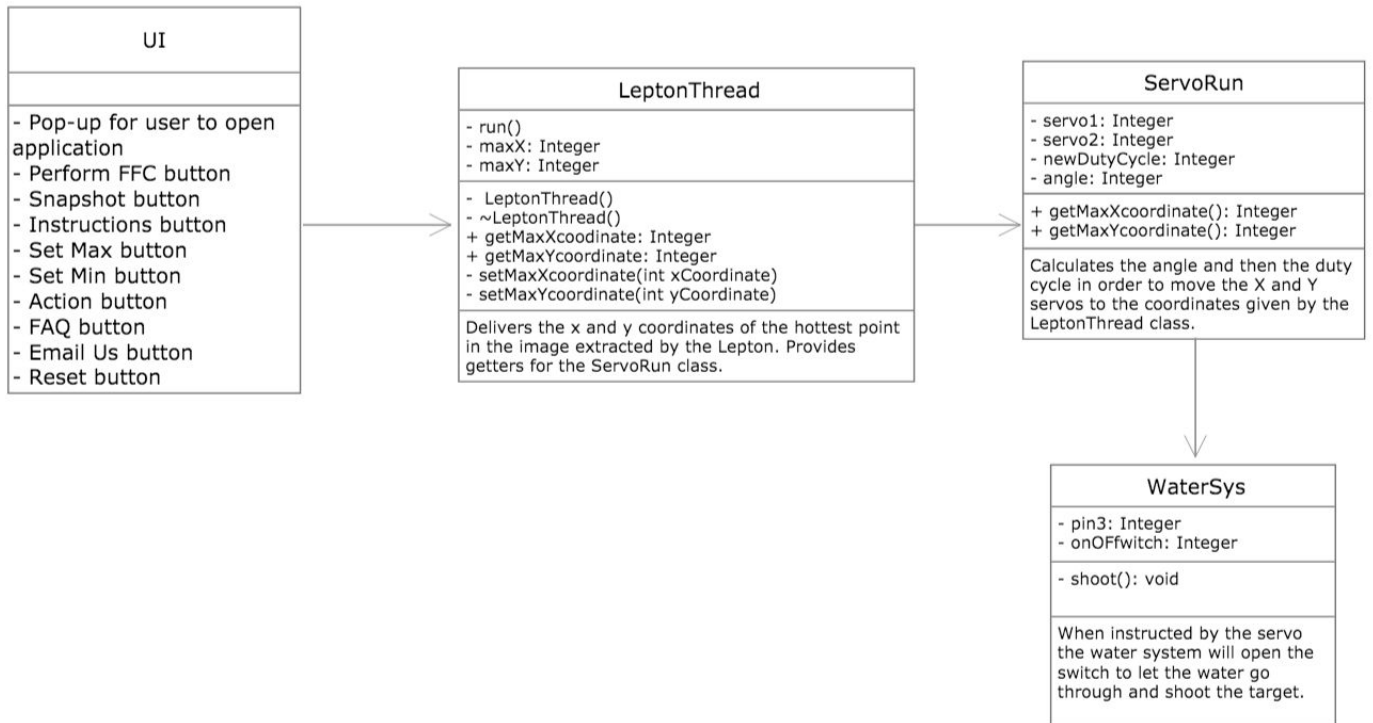 UI
- Pop-up for user to open
application
- Perform FFC button
- Snapshot button
- Instructions button
- Set Max button
- Set Min button
- Action button
- FAQ button
- Email Us button
- Reset button
LeptonThread
- run()
- maxX: Integer
- maxY: Integer
- LeptonThread()
- ~LeptonThread()
+ getMaxXcoodinate: Integer
+ getMaxYcoordinate: Integer
- setMaxXcoordinate(int xCoordinate)
- setMaxYcoordinate(int yCoordinate)
Delivers the x and y coordinates of the hottest point
in the image extracted by the Lepton. Provides
getters for the ServoRun class.
ServoRun
- servo1: Integer
- servo2: Integer
- newDutyCycle: Integer
- angle: Integer
+ getMaxXcoordinate(): Integer
+ getMaxYcoordinate(): Integer
Calculates the angle and then the duty
cycle in order to move the X and Y
servos to the coordinates given by the
LeptonThread class.
WaterSys
- pin3: Integer
- onOFfwitch: Integer
- shoot(): void
When instructed by the servo
the water system will open the
switch to let the water go
through and shoot the target.